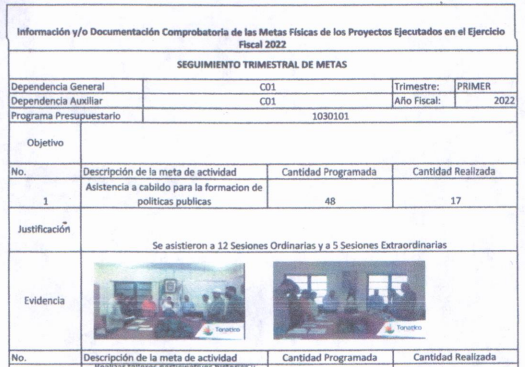 Información y/o Documentación Comprobatoria de las Metas Físicas de los Proyectos Ejecutados en el Ejercicio
Fiscal 2022
SEGUIMIENTO TRIMESTRAL DE METAS
Dependencia General C01 Trimestre: PRIMER
Dependencia Auxiliar C01 Año Fiscal: 2022
Programa Presupuestario 1030101
Objetivo
No. Descripción de la meta de actividad Cantidad Programada Cantidad Realizada
Asistencia a cabildo para la formacion de
1 politicas publicas 48 17
Justificación
Se asistieron a 12 Sesiones Ordinarias y a 5 Sesiones Extraordinarias
Evidencia
Tonatico Tonatico
No. Descripción de la meta de actividad Cantidad Programada Cantidad Realizada